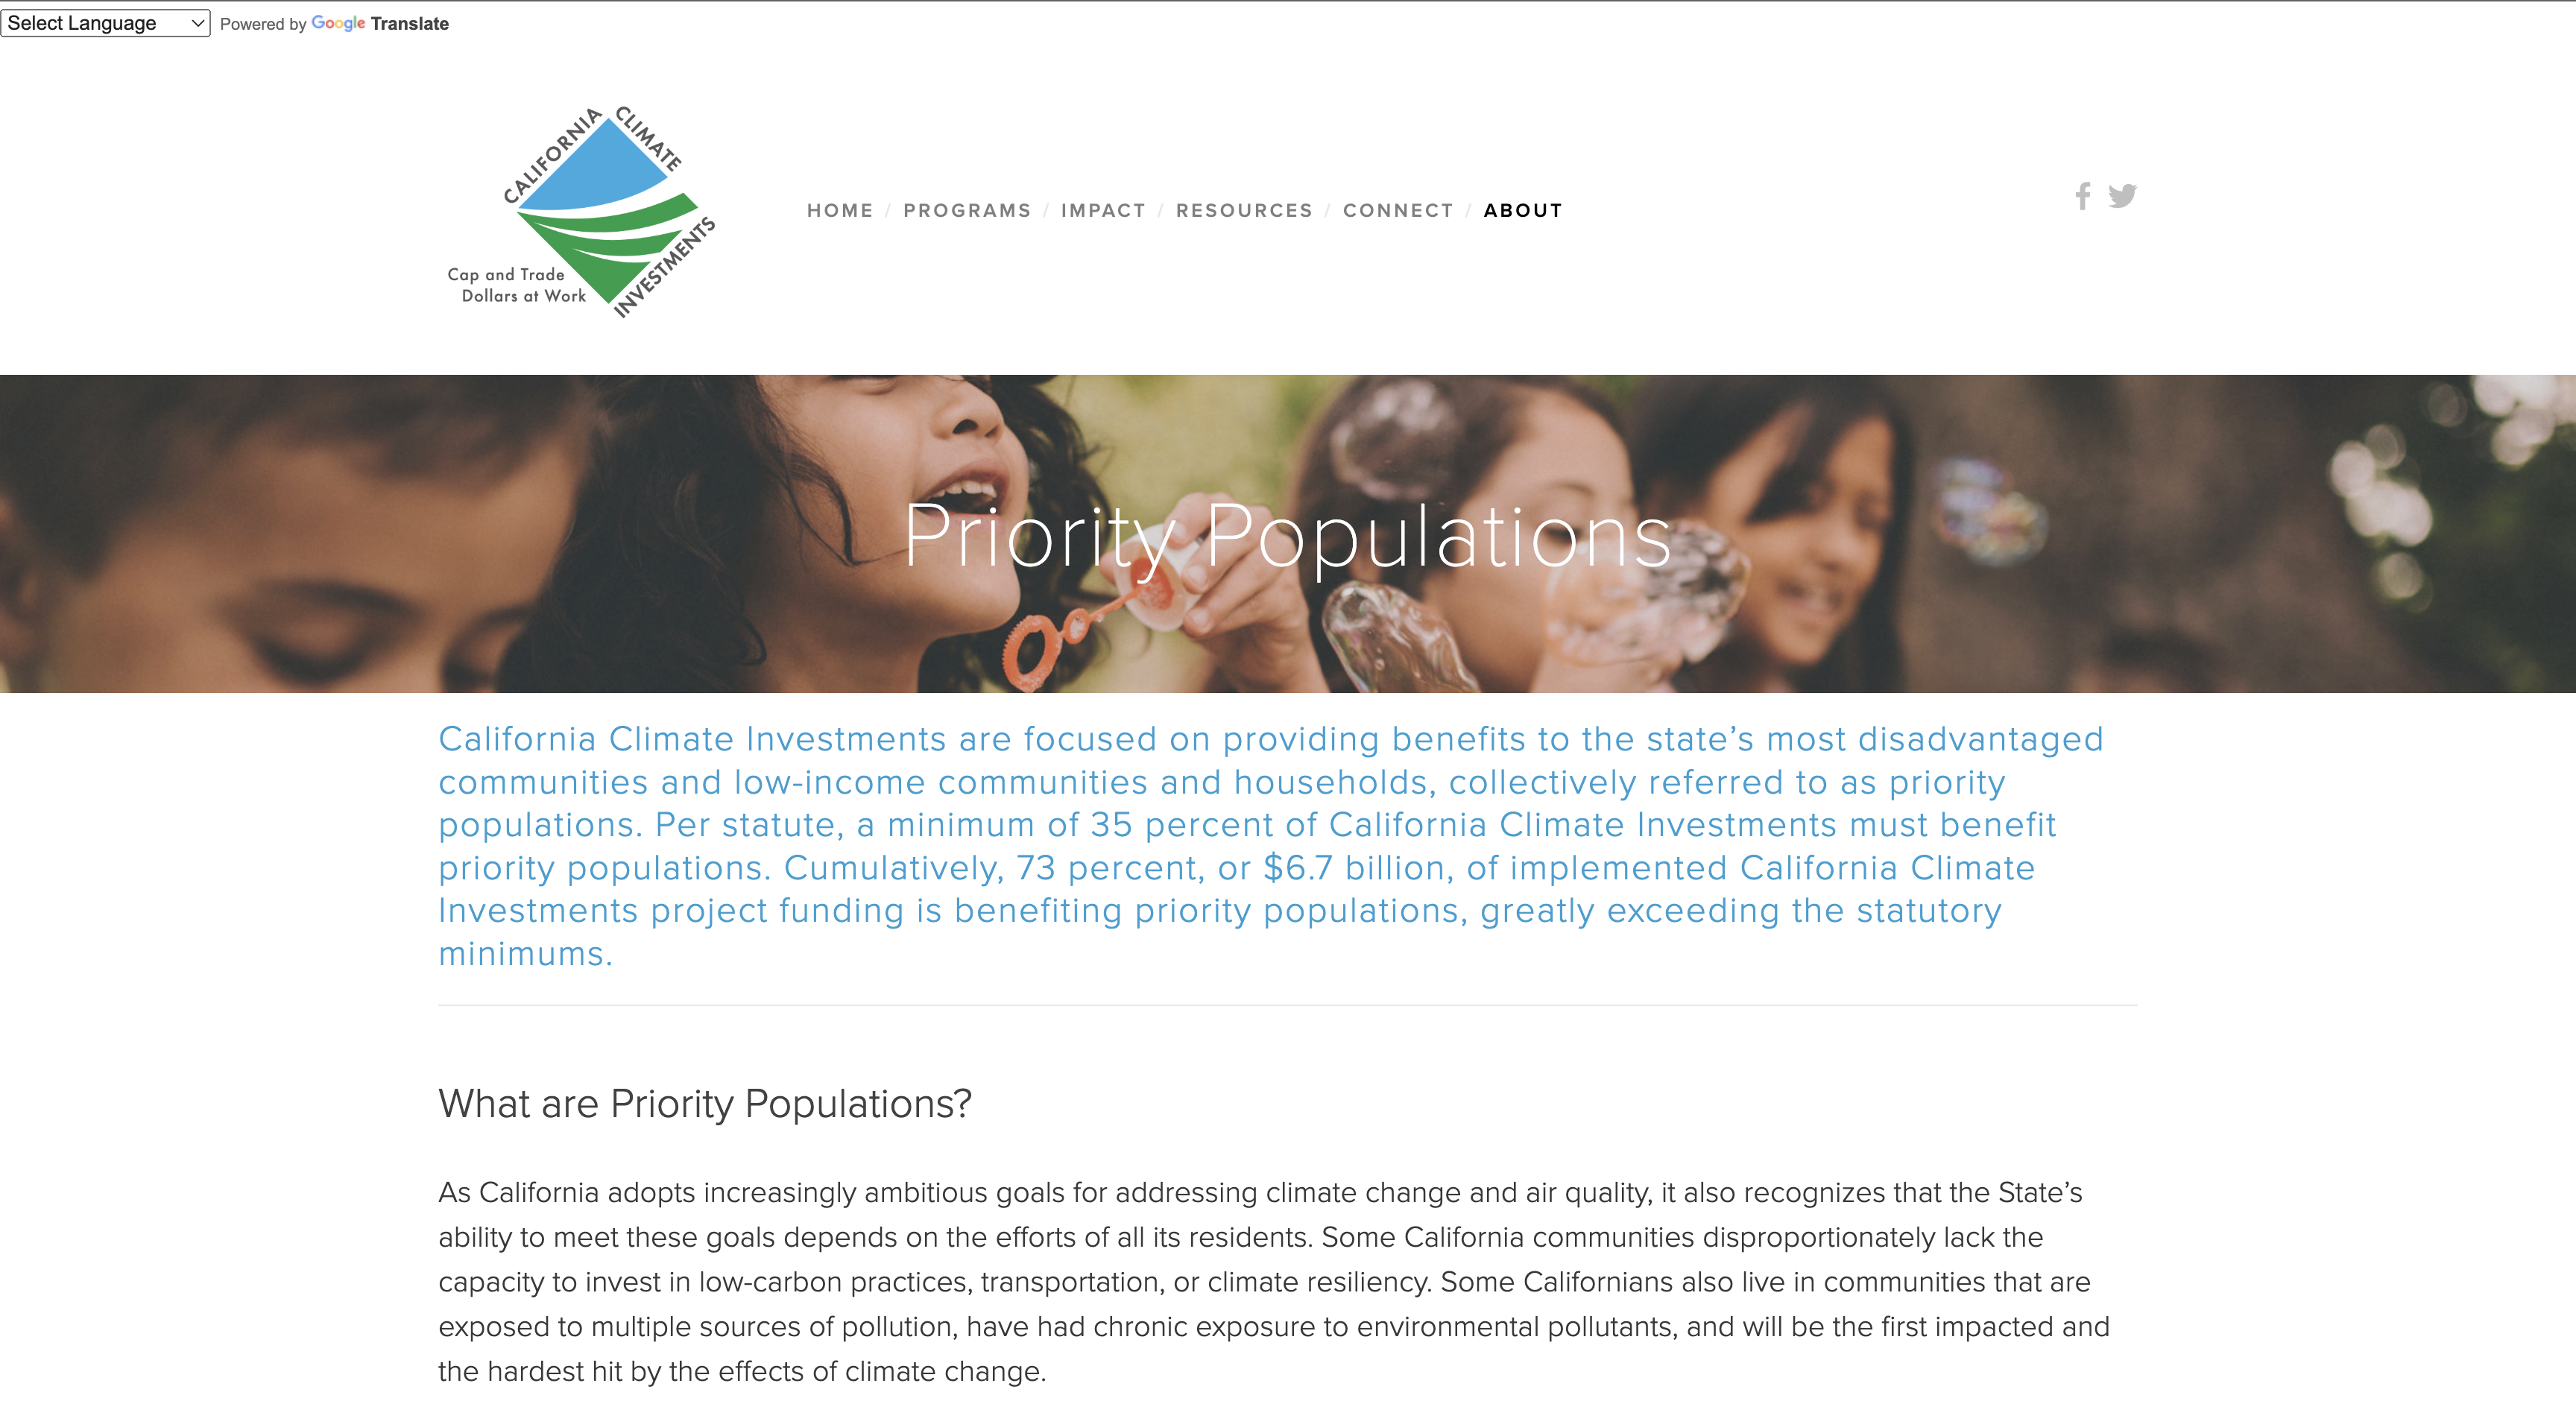 Select Language
Powered by Google Translate
CALIFORNIA CLIMATE
INVESTMENTS
Cap and Trade
Dollars at Work
HOME / PROGRAMS / IMPACT / RESOURCES / CONNECT / ABOUT
Priority Populations
California Climate Investments are focused on providing benefits to the state’s most disadvantaged
communities and low-income communities and households, collectively referred to as priority
populations. Per statute, a minimum of 35 percent of California Climate Investments must benefit
priority populations. Cumulatively, 73 percent, or $6.7 billion, of implemented California Climate
Investments project funding is benefiting priority populations, greatly exceeding the statutory
minimums.
What are Priority Populations?
As California adopts increasingly ambitious goals for addressing climate change and air quality, it also recognizes that the State’s
ability to meet these goals depends on the efforts of all its residents. Some California communities disproportionately lack the
capacity to invest in low-carbon practices, transportation, or climate resiliency. Some Californians also live in communities that are
exposed to multiple sources of pollution, have had chronic exposure to environmental pollutants, and will be the first impacted and
the hardest hit by the effects of climate change.